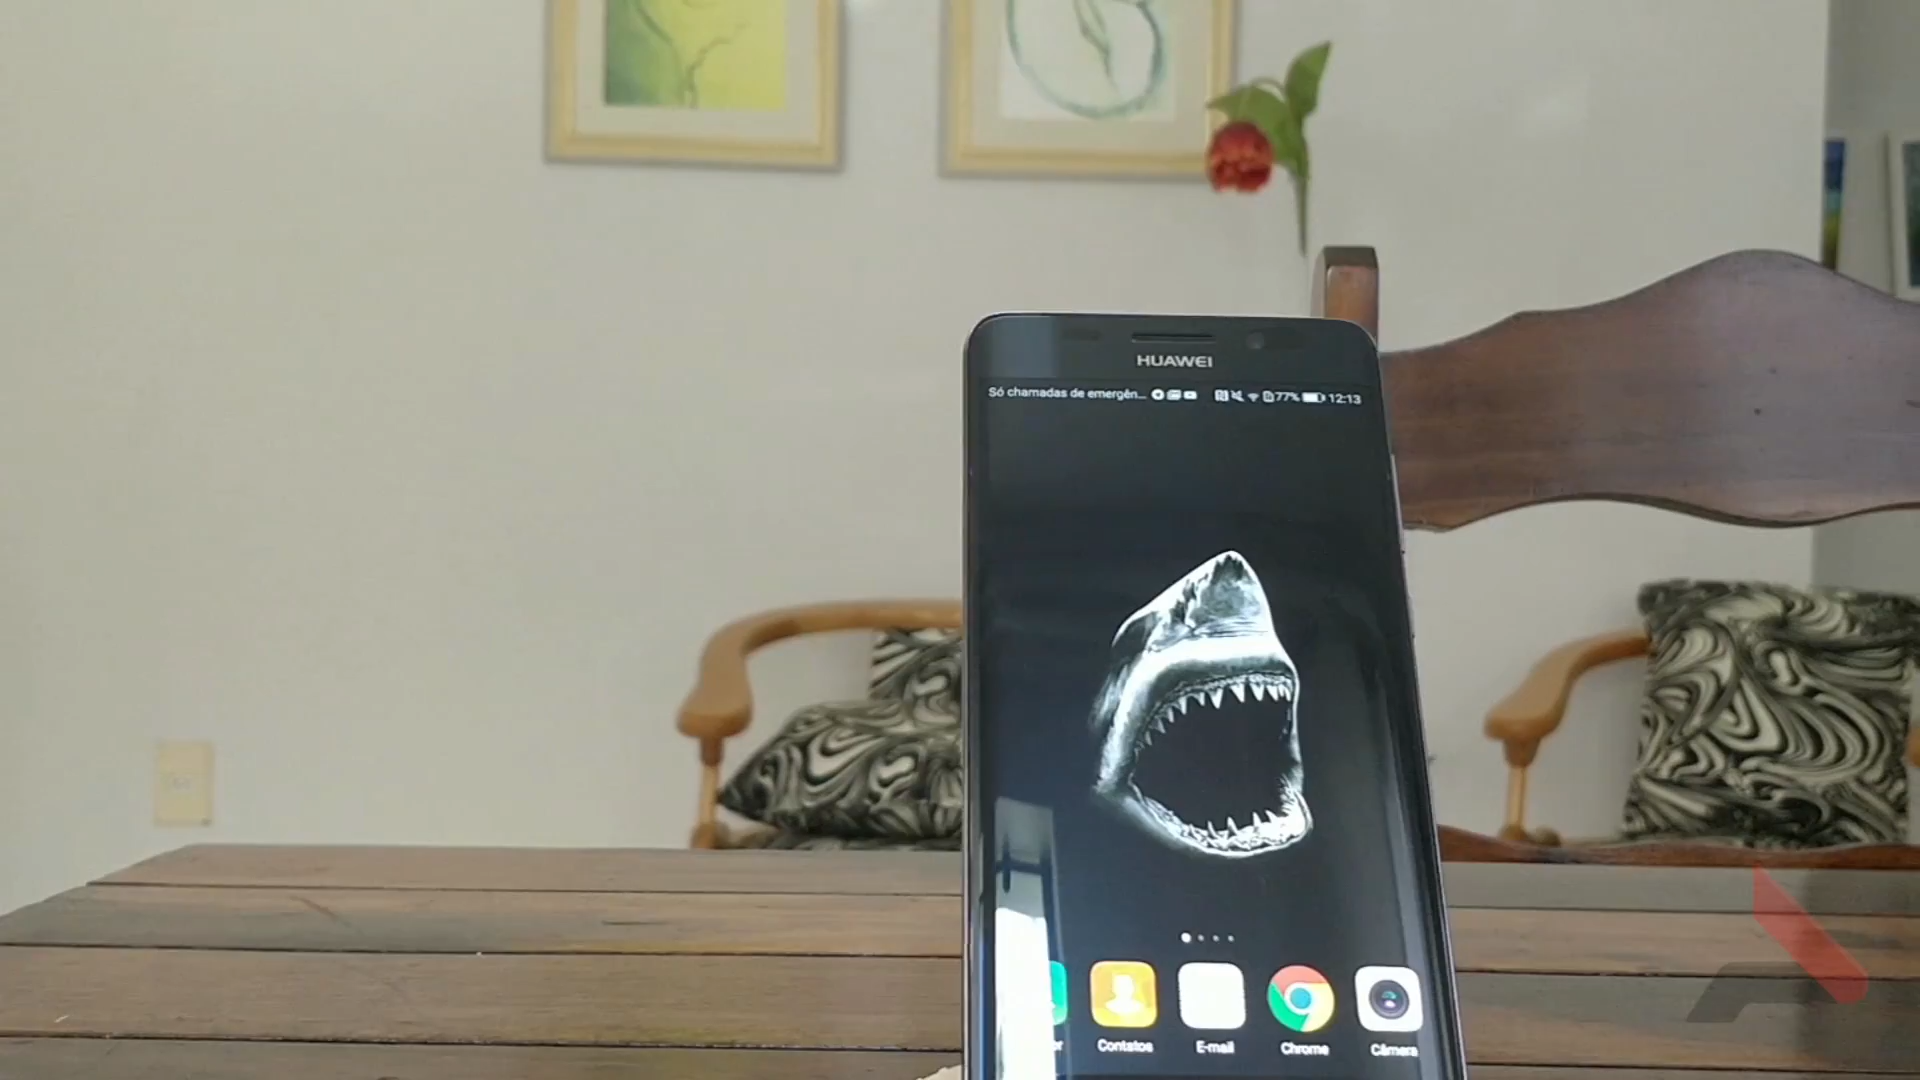 HUAWEI
Só chamadas de emergên... 77% 12:13
Contatos E-mail Chrome Câmera